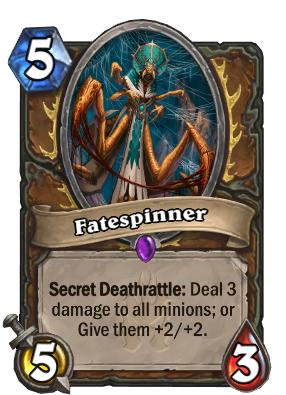 5
Fatespinner
Secret Deathrattle: Deal 3
damage to all minions; or
Give them +2/+2.
5
3